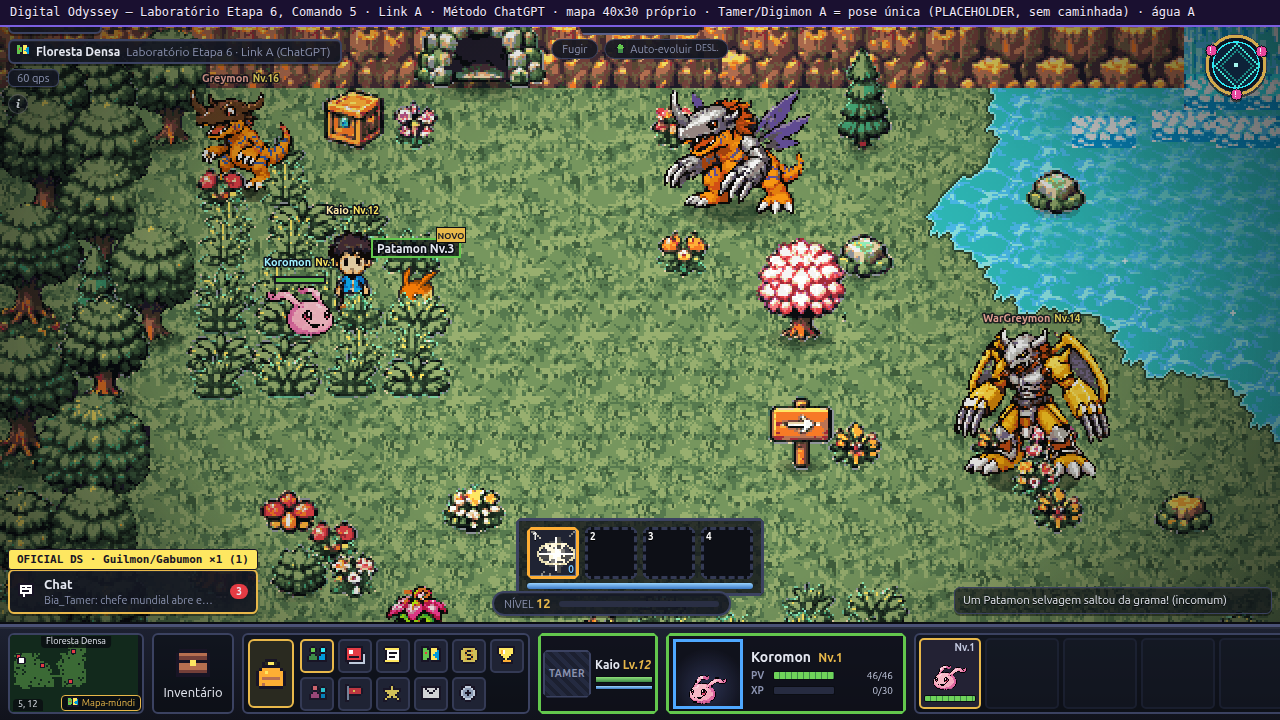 Digital Odyssey — Laboratório Etapa 6, Comando 5 · Link A · Método ChatGPT · mapa 40x30 próprio · Tamer/Digimon A = pose única (PLACEHOLDER, sem caminhada) · água A
Floresta Densa Laboratório Etapa 6 · Link A (ChatGPT)
Fugir
Auto-evoluir DESL.
60 qps
i
Greymon Nv.16
Kaio Nv.12
NOVO
Patamon Nv.3
Koromon Nv.1
WarGreymon Nv.14
OFICIAL DS · Guilmon/Gabumon ×1 (1)
Chat
Bia_Tamer: chefe mundial abre e...
3
1 2 3 4
0
NÍVEL 12
Um Patamon selvagem saltou da grama! (incomum)
Floresta Densa
5, 12
Mapa-múndi
Inventário
TAMER
Kaio Lv.12
Koromon Nv.1
PV 46/46
XP 0/30
Nv.1